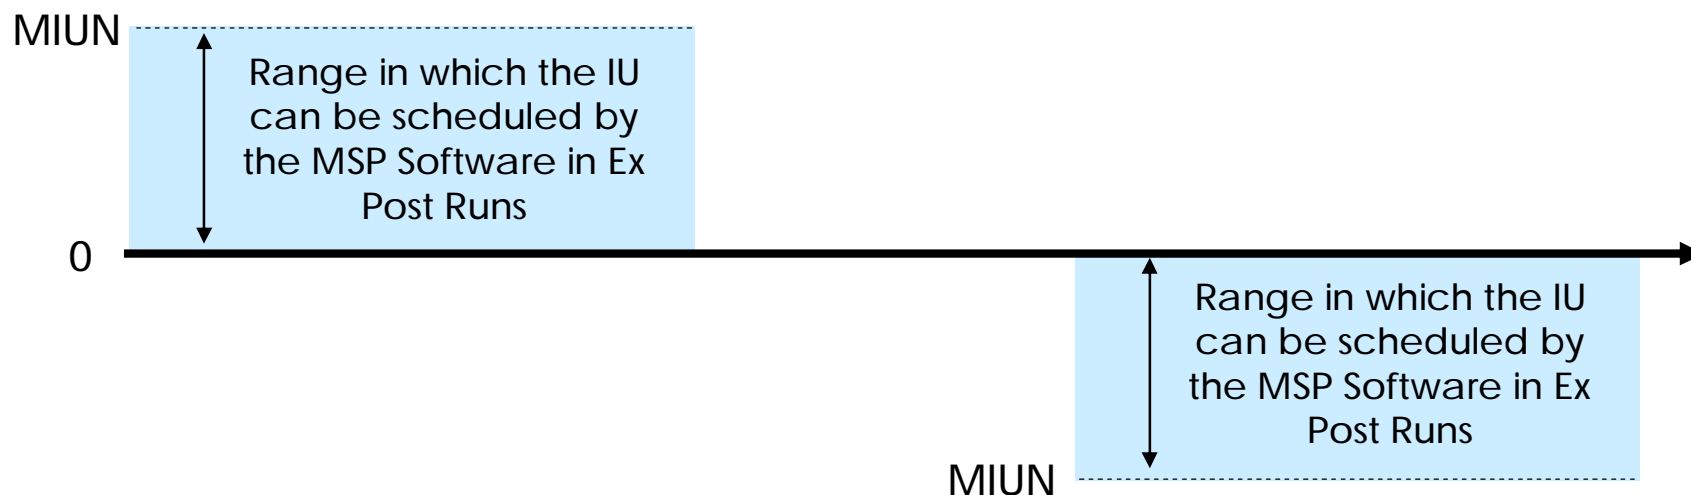 MIUN
Range in which the IU
can be scheduled by
the MSP Software in Ex
Post Runs
0
Range in which the IU
can be scheduled by
the MSP Software in Ex
Post Runs
MIUN